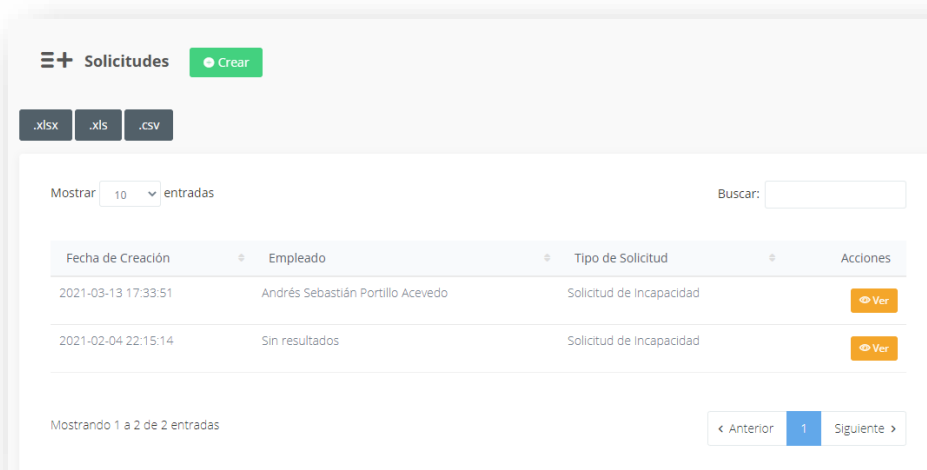 Solicitudes Crear
.xlsx .xls .csv
Mostrar 10 entradas Buscar:
Fecha de Creación Empleado Tipo de Solicitud Acciones
2021-03-13 17:33:51 Andrés Sebastián Portillo Acevedo Solicitud de Incapacidad Ver
2021-02-04 22:15:14 Sin resultados Solicitud de Incapacidad Ver
Mostrando 1 a 2 de 2 entradas Anterior 1 Siguiente